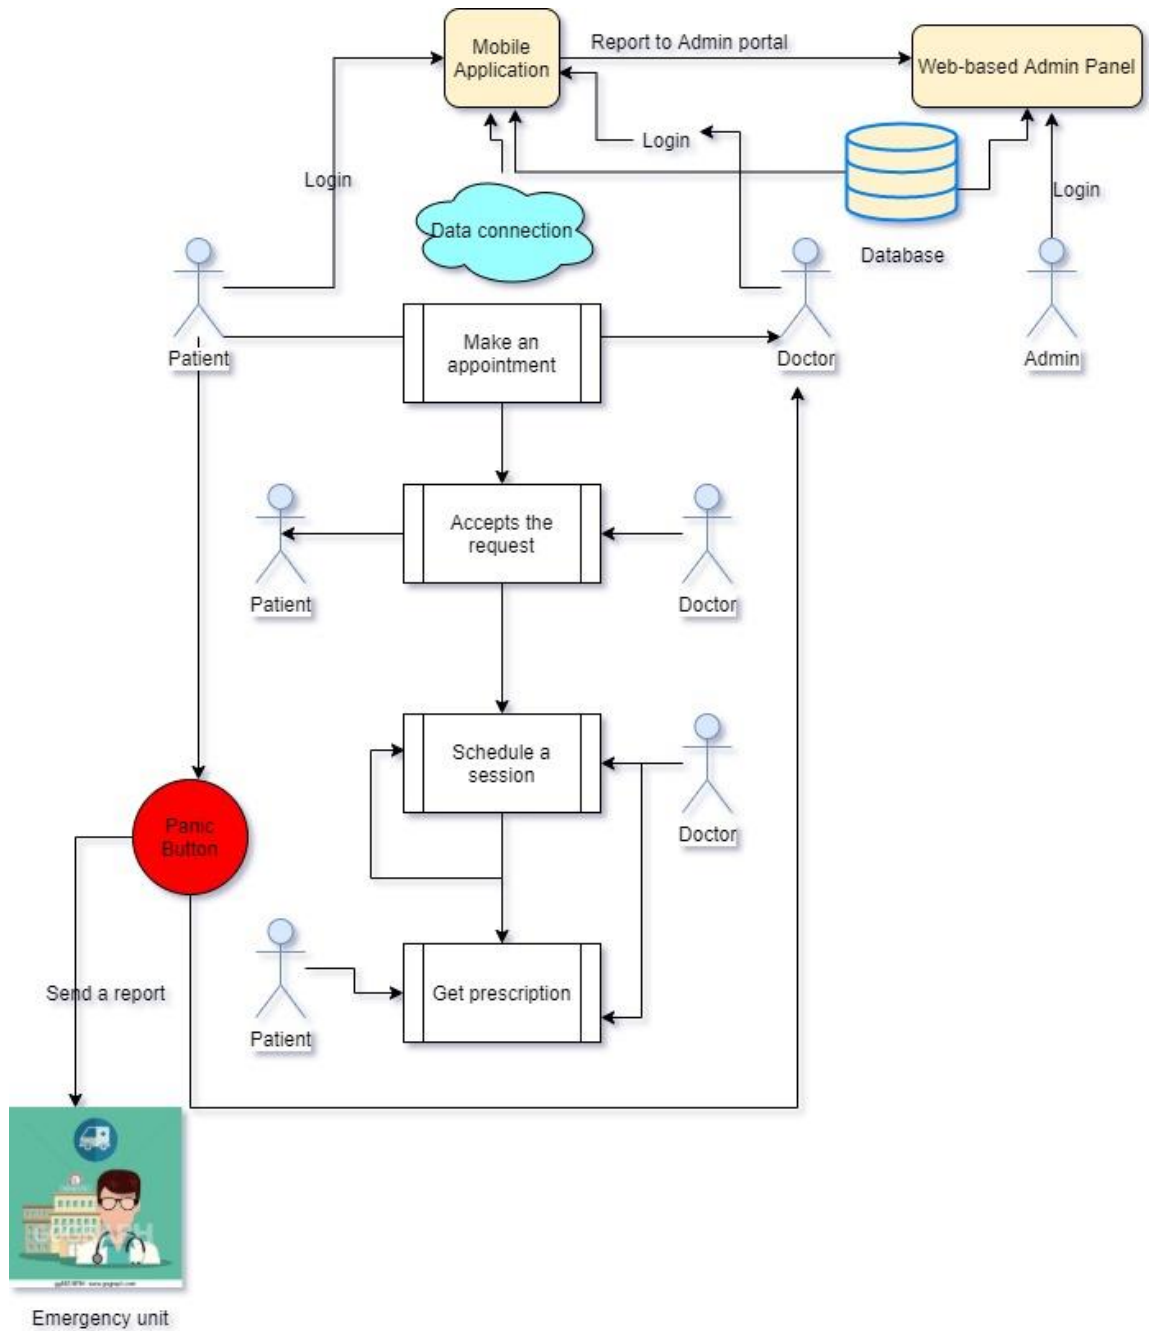 Mobile
Application
Report to Admin portal
Web-based Admin Panel
Login
Login
Login
Data connection
Database
Patient
Make an
appointment
Doctor
Admin
Accepts the
request
Patient
Doctor
Schedule a
session
Doctor
Panic
Button
Get prescription
Send a report
Patient
Emergency unit